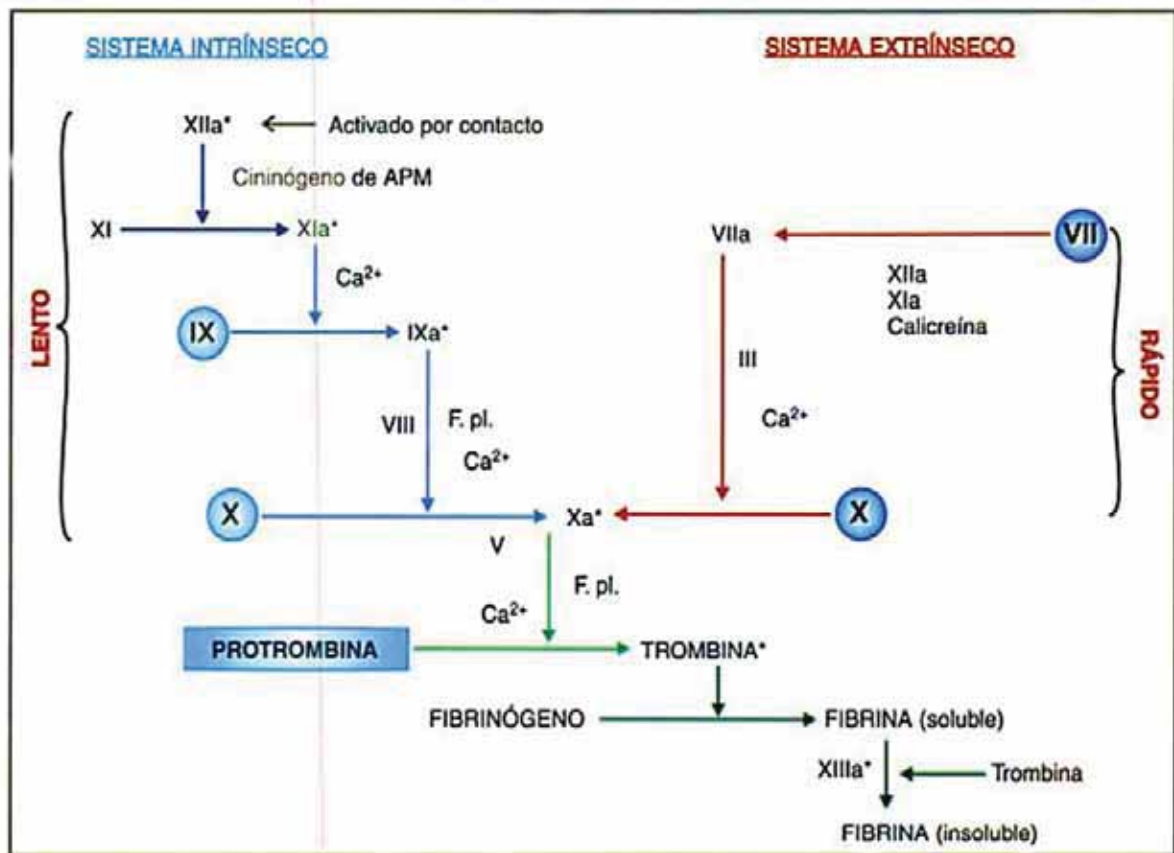 SISTEMA INTRÍNSECO
SISTEMA EXTRÍNSECO
XIIa*
Activado por contacto
Cininógeno de APM
XI
XIa*
VIIa
VII
Ca²⁺
XIIa
XIa
Calicreína
LENTO
IX
IXa*
III
RÁPIDO
VIII
F. pl.
Ca²⁺
Ca²⁺
X
Xa*
X
V
F. pl.
Ca²⁺
PROTROMBINA
TROMBINA*
FIBRINÓGENO
FIBRINA (soluble)
XIIIa*
Trombina
FIBRINA (insoluble)